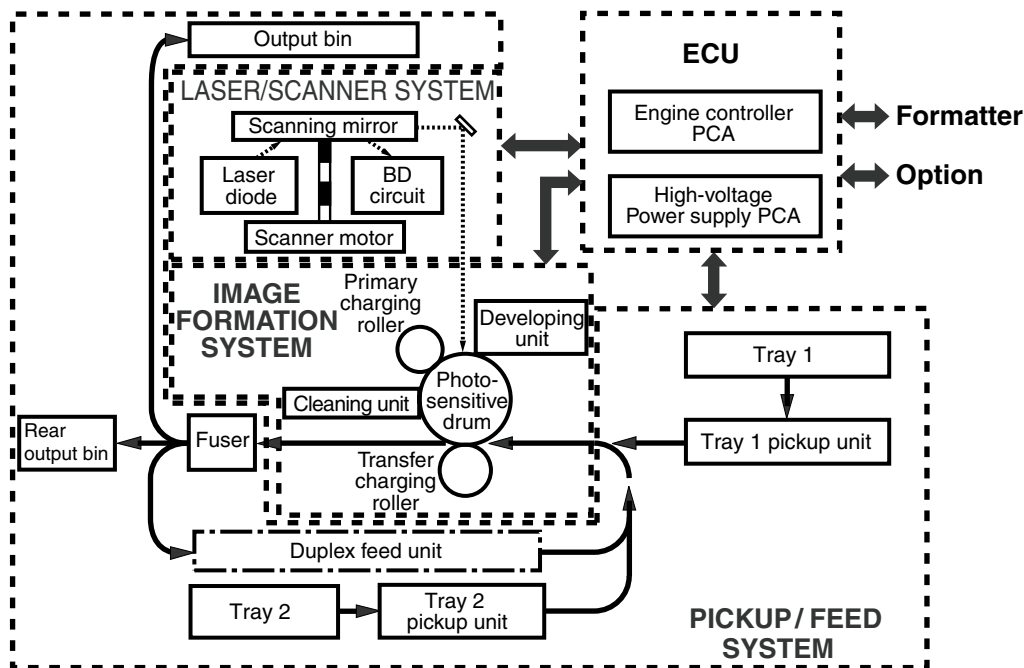 Output bin
LASER/SCANNER SYSTEM
Scanning mirror
Laser
diode
BD
circuit
Scanner motor
ECU
Engine controller
PCA
High-voltage
Power supply PCA
Formatter
Option
IMAGE
FORMATION
SYSTEM
Primary
charging
roller
Developing
unit
Photo-
sensitive
drum
Cleaning unit
Transfer
charging
roller
Fuser
Rear
output bin
Tray 1
Tray 1 pickup unit
Duplex feed unit
Tray 2
Tray 2
pickup unit
PICKUP / FEED
SYSTEM